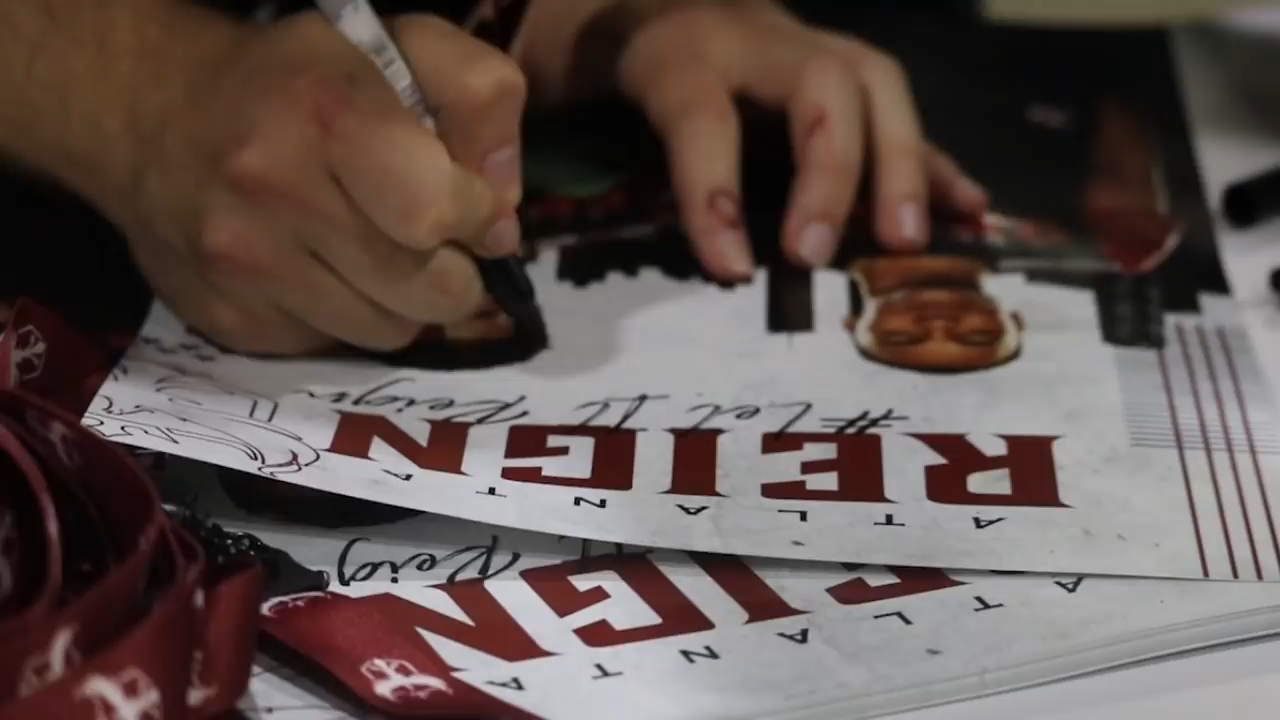 ATLANTA
REIGN
#Let It Reign
ATLANTA
REIGN
Reign